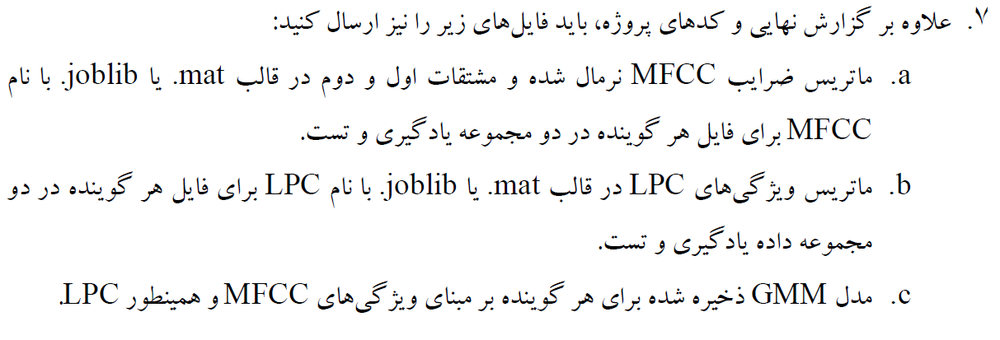 ۷. علاوه بر گزارش نهایی و کدهای پروژه، باید فایل‌های زیر را نیز ارسال کنید:
a. ماتریس ضرایب MFCC نرمال شده و مشتقات اول و دوم در قالب mat. یا joblib. با نام
MFCC برای فایل هر گوینده در دو مجموعه یادگیری و تست.
b. ماتریس ویژگی‌های LPC در قالب mat. یا joblib. با نام LPC برای فایل هر گوینده در دو
مجموعه داده یادگیری و تست.
c. مدل GMM ذخیره شده برای هر گوینده بر مبنای ویژگی‌های MFCC و همینطور LPC.